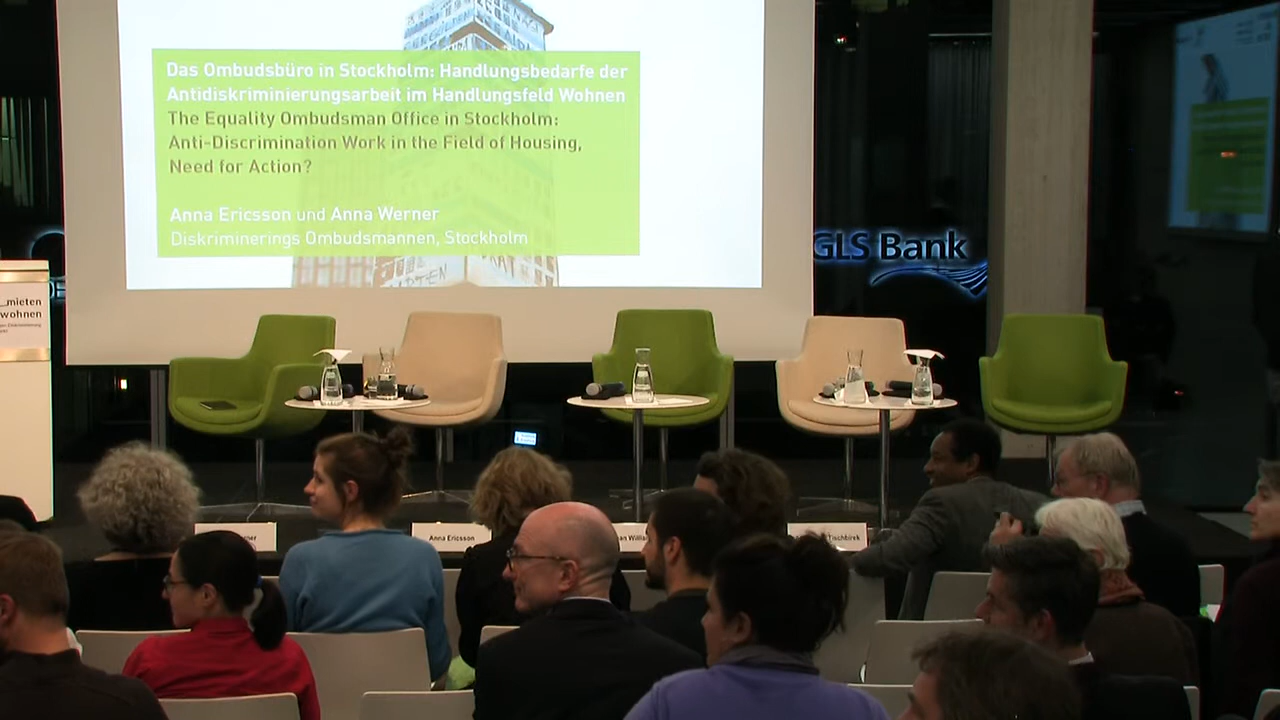 Das Ombudsbüro in Stockholm: Handlungsbedarfe der
Antidiskriminierungsarbeit im Handlungsfeld Wohnen
The Equality Ombudsman Office in Stockholm:
Anti-Discrimination Work in the Field of Housing,
Need for Action?
Anna Ericsson und Anna Werner
Diskriminerings Ombudsmannen, Stockholm
GLS Bank
_mieten
wohnen
Anna Ericsson
Tischbirek